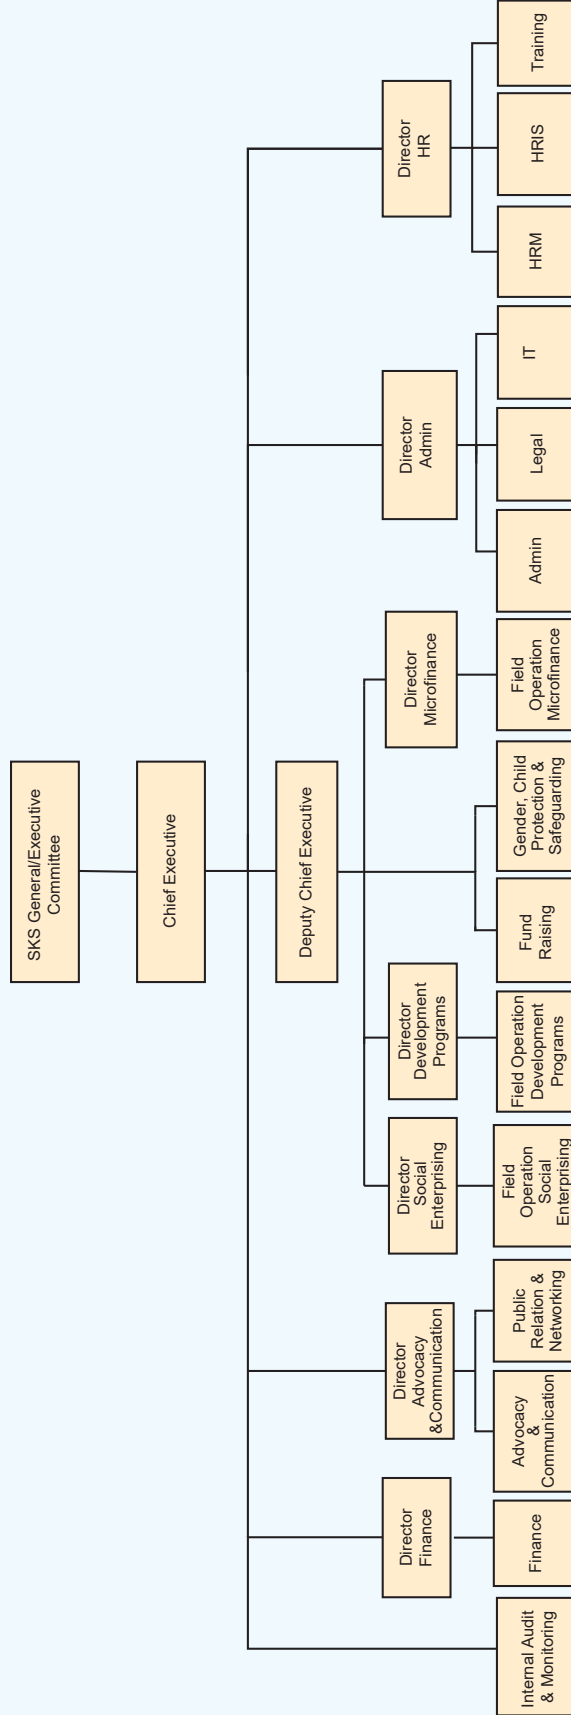 SKS General/Executive
Committee
Chief Executive
Deputy Chief Executive
Director
Finance
Director
Advocacy
&Communication
Director
Social
Enterprising
Director
Development
Programs
Director
Microfinance
Director
Admin
Director
HR
Internal Audit
& Monitoring
Finance
Advocacy
&
Communication
Public
Relation &
Networking
Field
Operation
Social
Enterprising
Field Operation
Development
Programs
Fund
Raising
Gender, Child
Protection &
Safeguarding
Field
Operation
Microfinance
Admin
Legal
IT
HRM
HRIS
Training